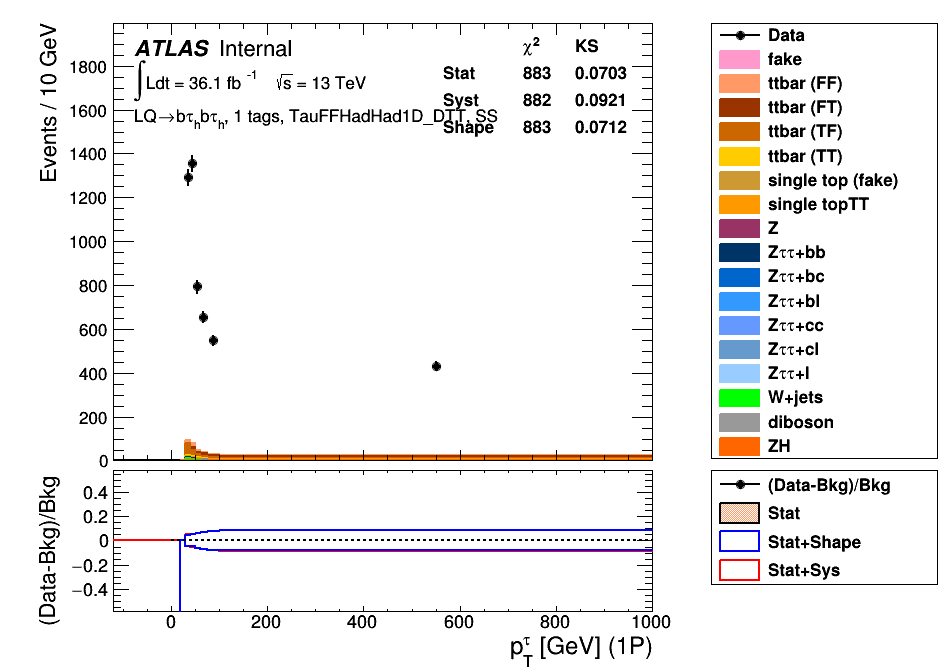 ATLAS Internal
∫Ldt = 36.1 fb⁻¹ √s = 13 TeV
LQ→bτₕbτₕ, 1 tags, TauFFHadHad1D_DTT, SS
χ² KS
Stat 883 0.0703
Syst 882 0.0921
Shape 883 0.0712
Events / 10 GeV
1800
1600
1400
1200
1000
800
600
400
200
0
Data
fake
ttbar (FF)
ttbar (FT)
ttbar (TF)
ttbar (TT)
single top (fake)
single topTT
Z
Zττ+bb
Zττ+bc
Zττ+bl
Zττ+cc
Zττ+cl
Zττ+l
W+jets
diboson
ZH
(Data-Bkg)/Bkg
0.4
0.2
0
−0.2
−0.4
0 200 400 600 800 1000
p_T^τ [GeV] (1P)
(Data-Bkg)/Bkg
Stat
Stat+Shape
Stat+Sys